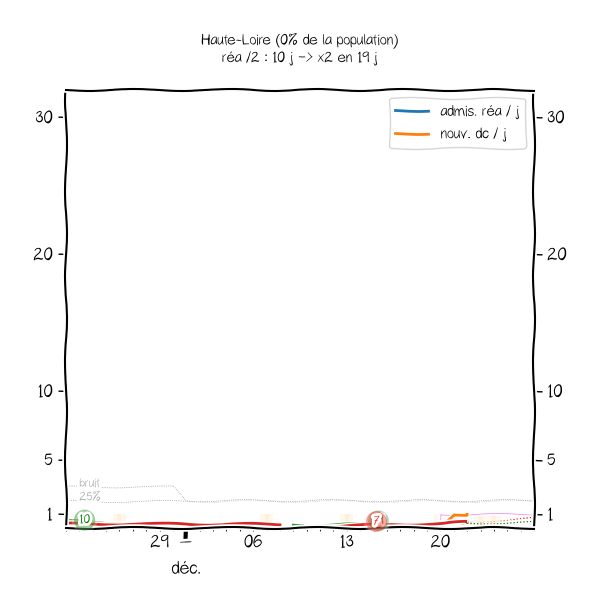 Haute-Loire (0% de la population)
réa /2 : 10 j -> x2 en 19 j
admis. réa / j
nouv. dc / j
30
30
20
20
10
10
5
5
bruit
25%
1
1
10
71
29
06
13
20
déc.